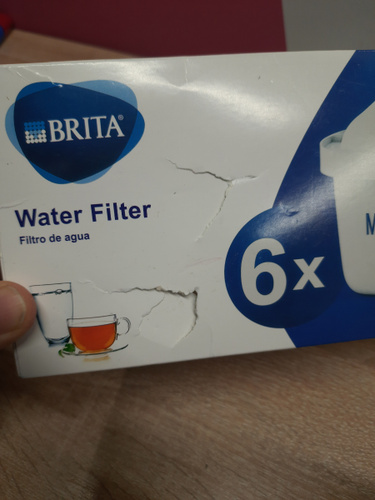 BRITA®
Water Filter
Filtro de agua
6x
M